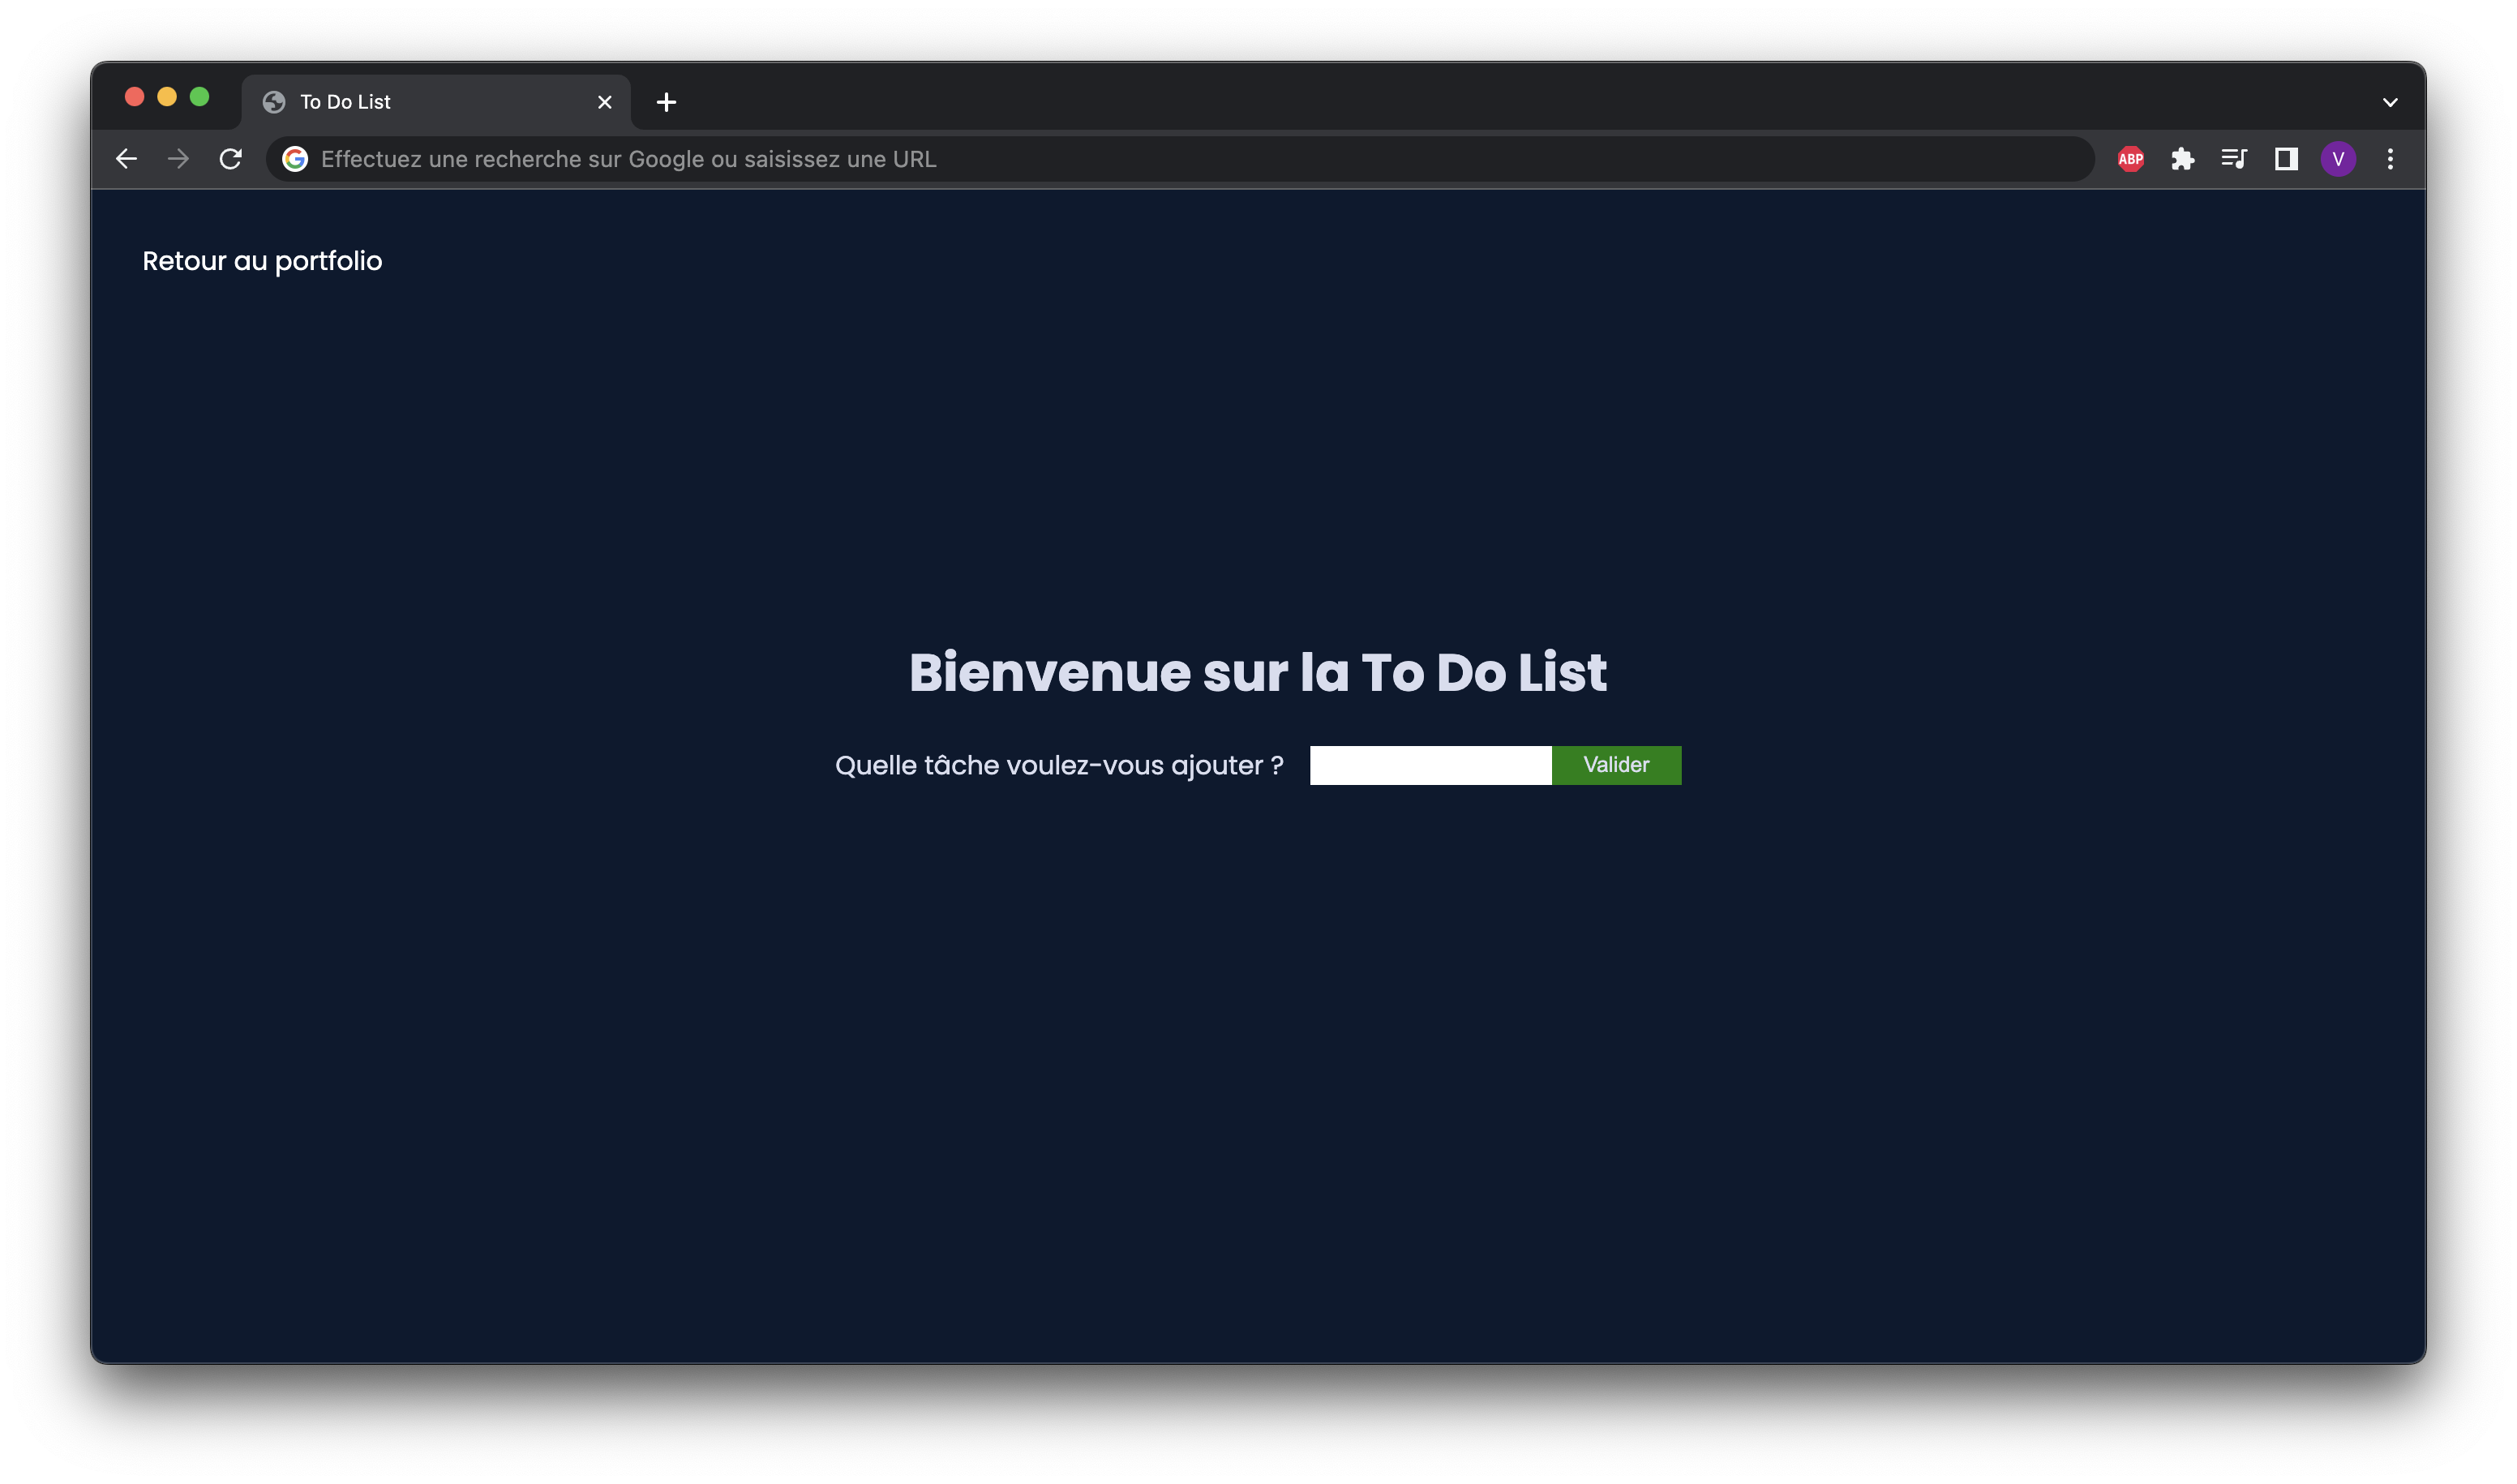 To Do List
Effectuez une recherche sur Google ou saisissez une URL
ABP
V
Retour au portfolio
Bienvenue sur la To Do List
Quelle tâche voulez-vous ajouter ? Valider